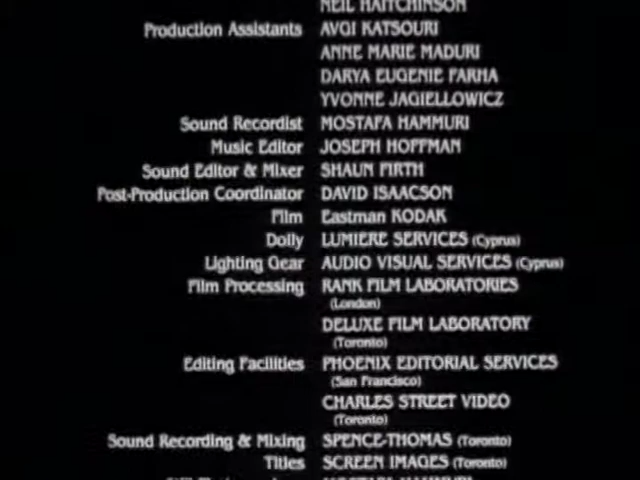 NEIL HAITCHINSON
Production Assistants AVGI KATSOURI
ANNE MARIE MADURI
DARYA EUGENIE FARHA
YVONNE JAGIELLOWICZ
Sound Recordist MOSTAFA HAMMURI
Music Editor JOSEPH HOFFMAN
Sound Editor & Mixer SHAUN FIRTH
Post-Production Coordinator DAVID ISAACSON
Film Eastman KODAK
Dolly LUMIERE SERVICES (Cyprus)
Lighting Gear AUDIO VISUAL SERVICES (Cyprus)
Film Processing RANK FILM LABORATORIES
(London)
DELUXE FILM LABORATORY
(Toronto)
Editing Facilities PHOENIX EDITORIAL SERVICES
(San Francisco)
CHARLES STREET VIDEO
(Toronto)
Sound Recording & Mixing SPENCE-THOMAS (Toronto)
Titles SCREEN IMAGES (Toronto)